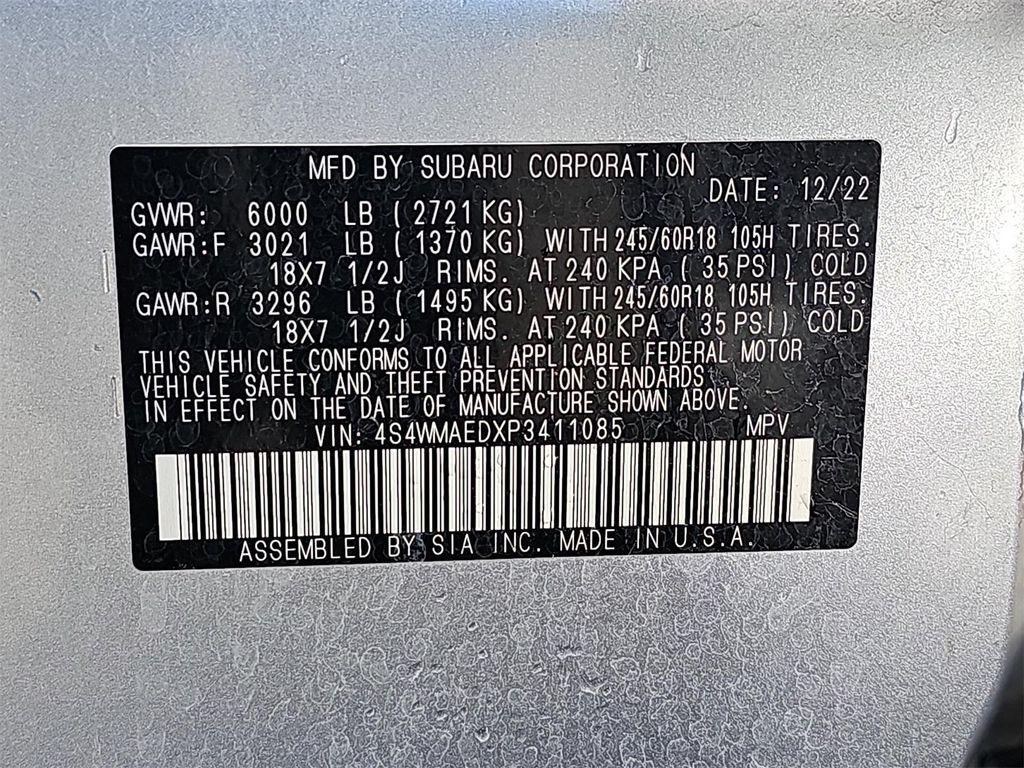 MFD BY SUBARU CORPORATION
DATE: 12/22
GVWR: 6000 LB ( 2721 KG)
GAWR:F 3021 LB ( 1370 KG) WITH 245/60R18 105H TIRES.
18X7 1/2J RIMS. AT 240 KPA ( 35 PSI) COLD
GAWR:R 3296 LB ( 1495 KG) WITH 245/60R18 105H TIRES.
18X7 1/2J RIMS. AT 240 KPA ( 35 PSI) COLD
THIS VEHICLE CONFORMS TO ALL APPLICABLE FEDERAL MOTOR
VEHICLE SAFETY AND THEFT PREVENTION STANDARDS
IN EFFECT ON THE DATE OF MANUFACTURE SHOWN ABOVE.
VIN: 4S4WMAEDXP3411085 MPV
ASSEMBLED BY SIA INC. MADE IN U.S.A.